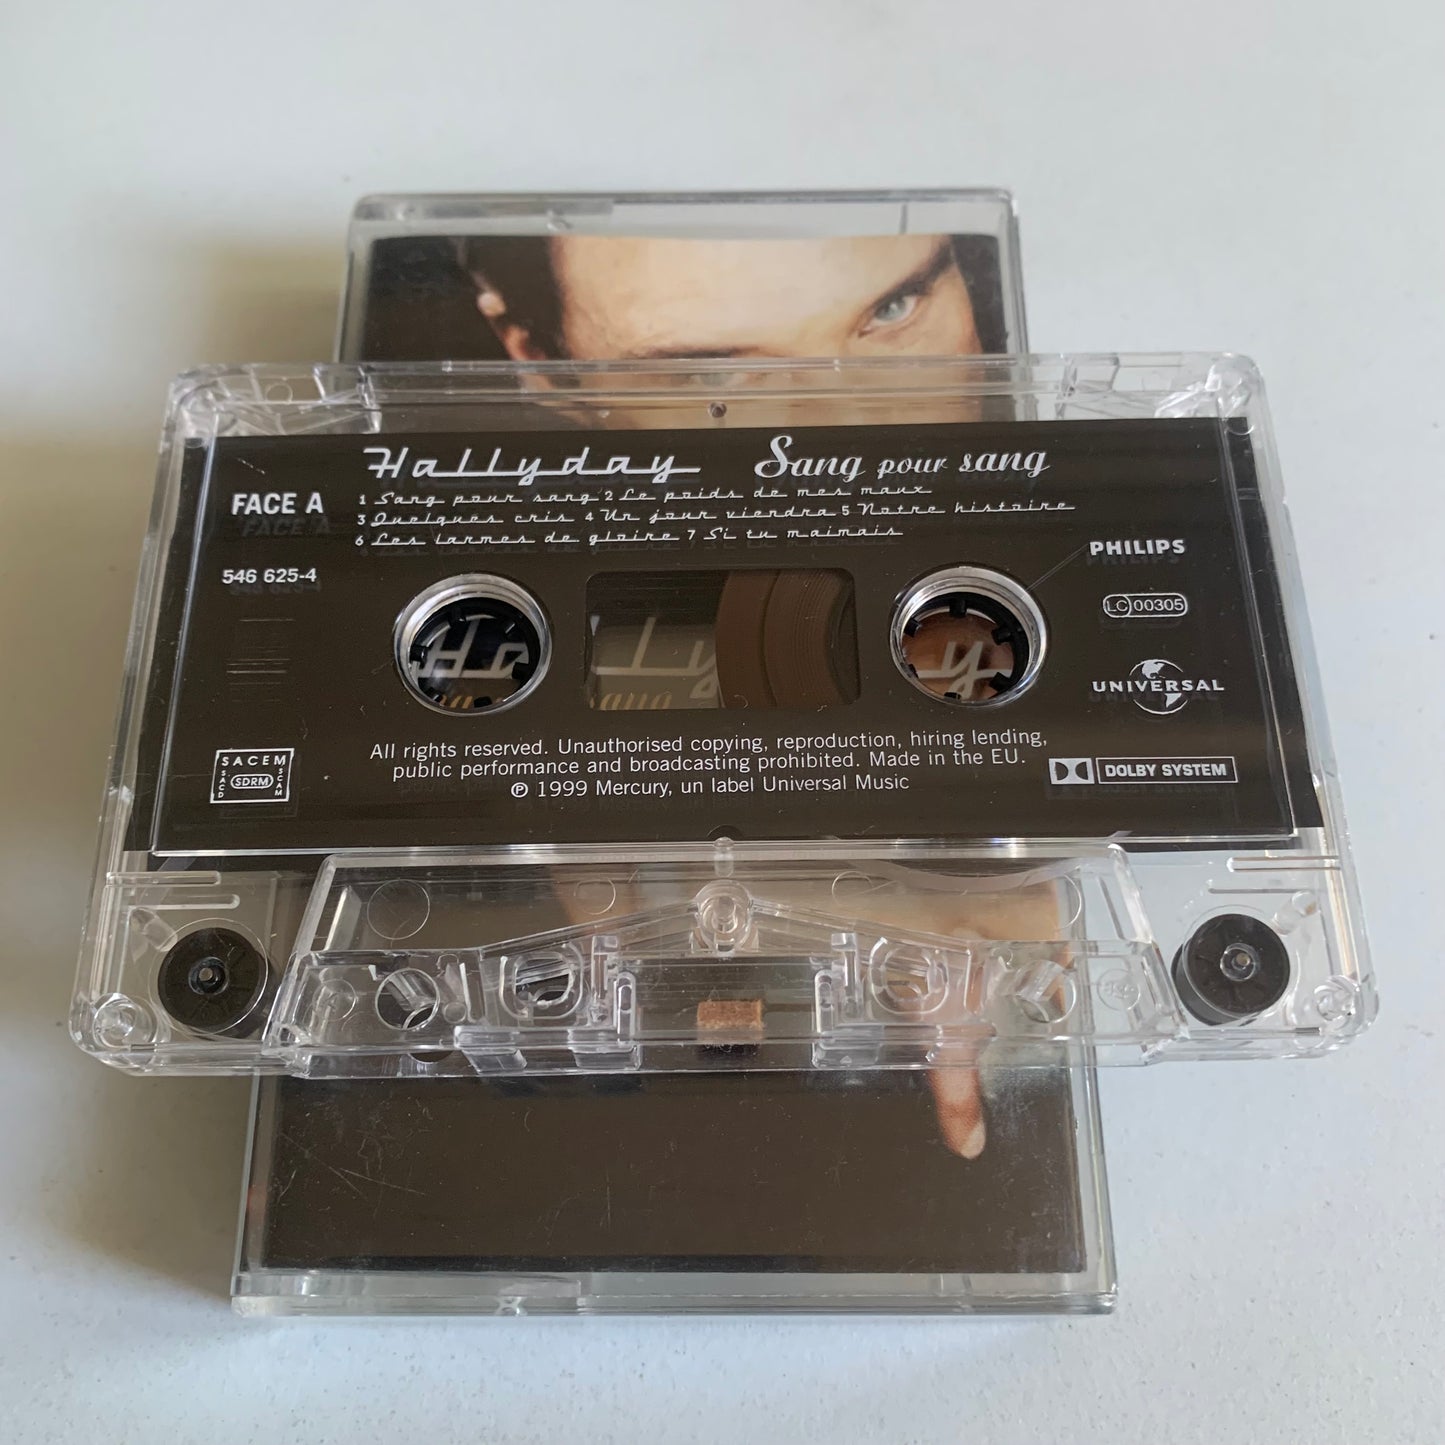 Hallyday Sang pour sang
FACE A
1 Sang pour sang 2 Le poids de mes maux
3 Quelques cris 4 Un jour viendra 5 Notre histoire
6 Les larmes de gloire 7 Si tu m'aimais
546 625-4
PHILIPS
LC 00305
UNIVERSAL
SACEM
SACD
SDRM
SCAM
All rights reserved. Unauthorised copying, reproduction, hiring lending,
public performance and broadcasting prohibited. Made in the EU.
℗ 1999 Mercury, un label Universal Music
DOLBY SYSTEM